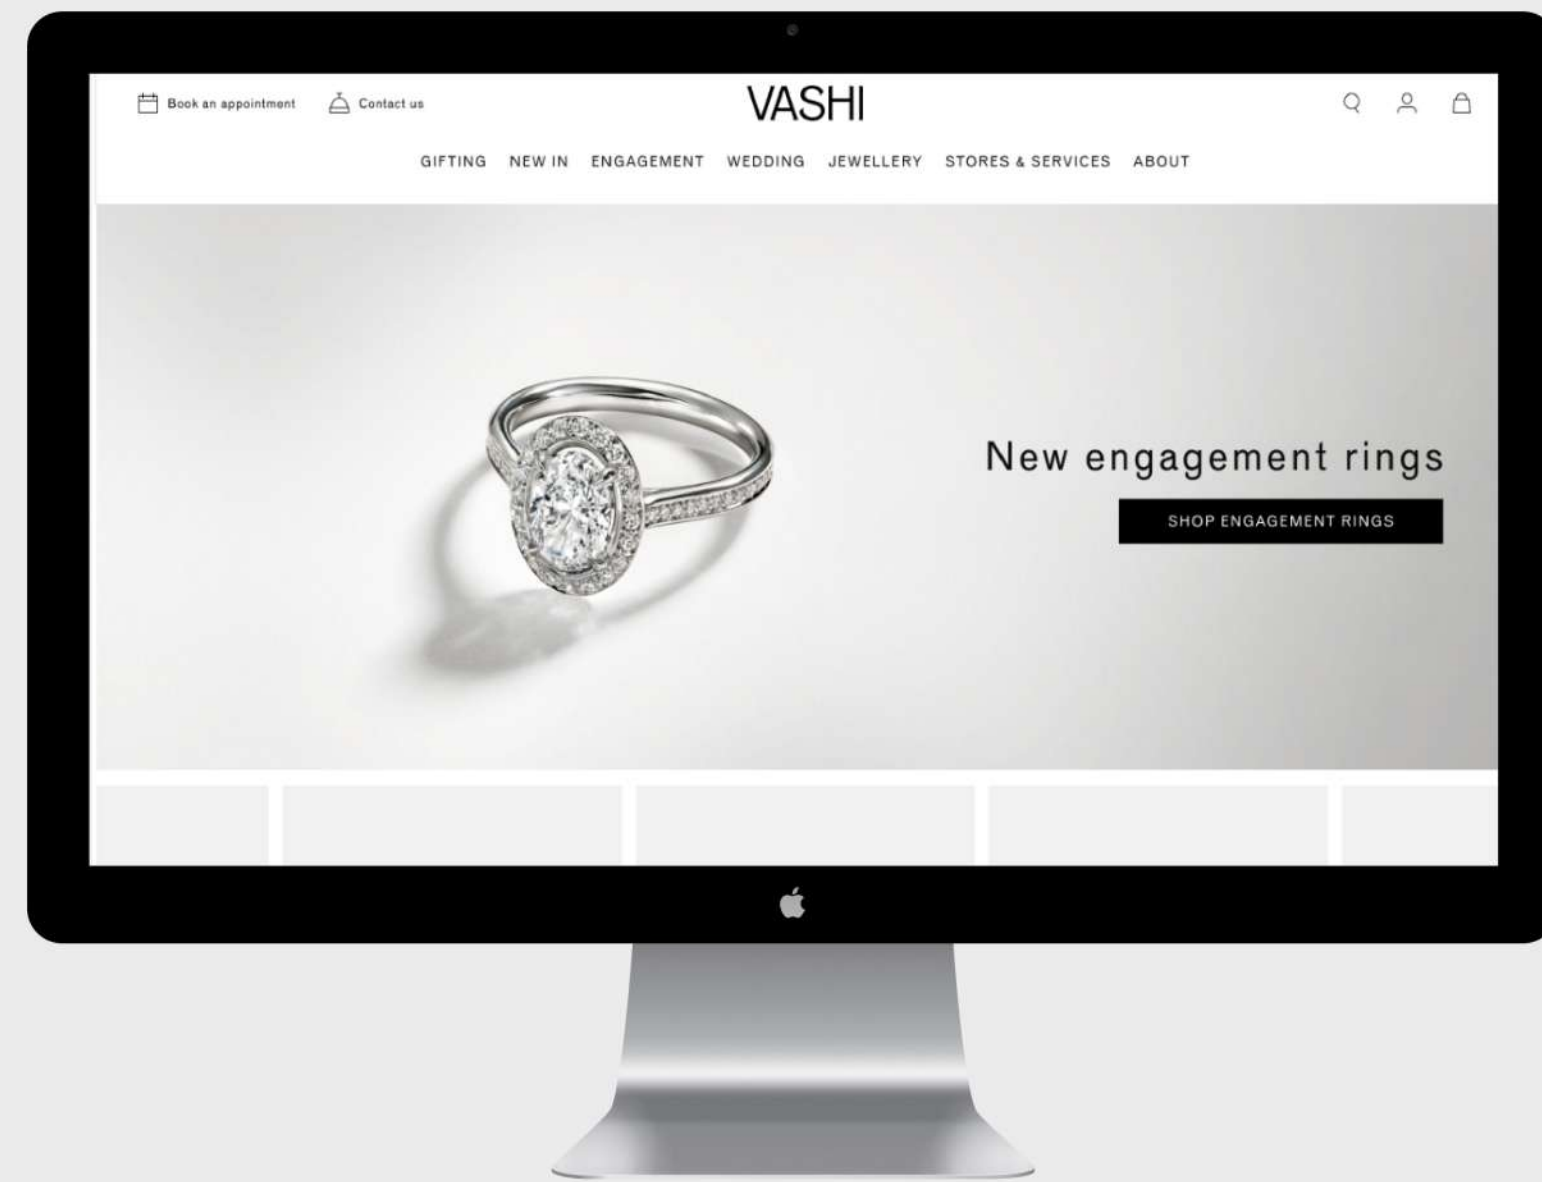 Book an appointment
Contact us
VASHI
GIFTING NEW IN ENGAGEMENT WEDDING JEWELLERY STORES & SERVICES ABOUT
New engagement rings
SHOP ENGAGEMENT RINGS